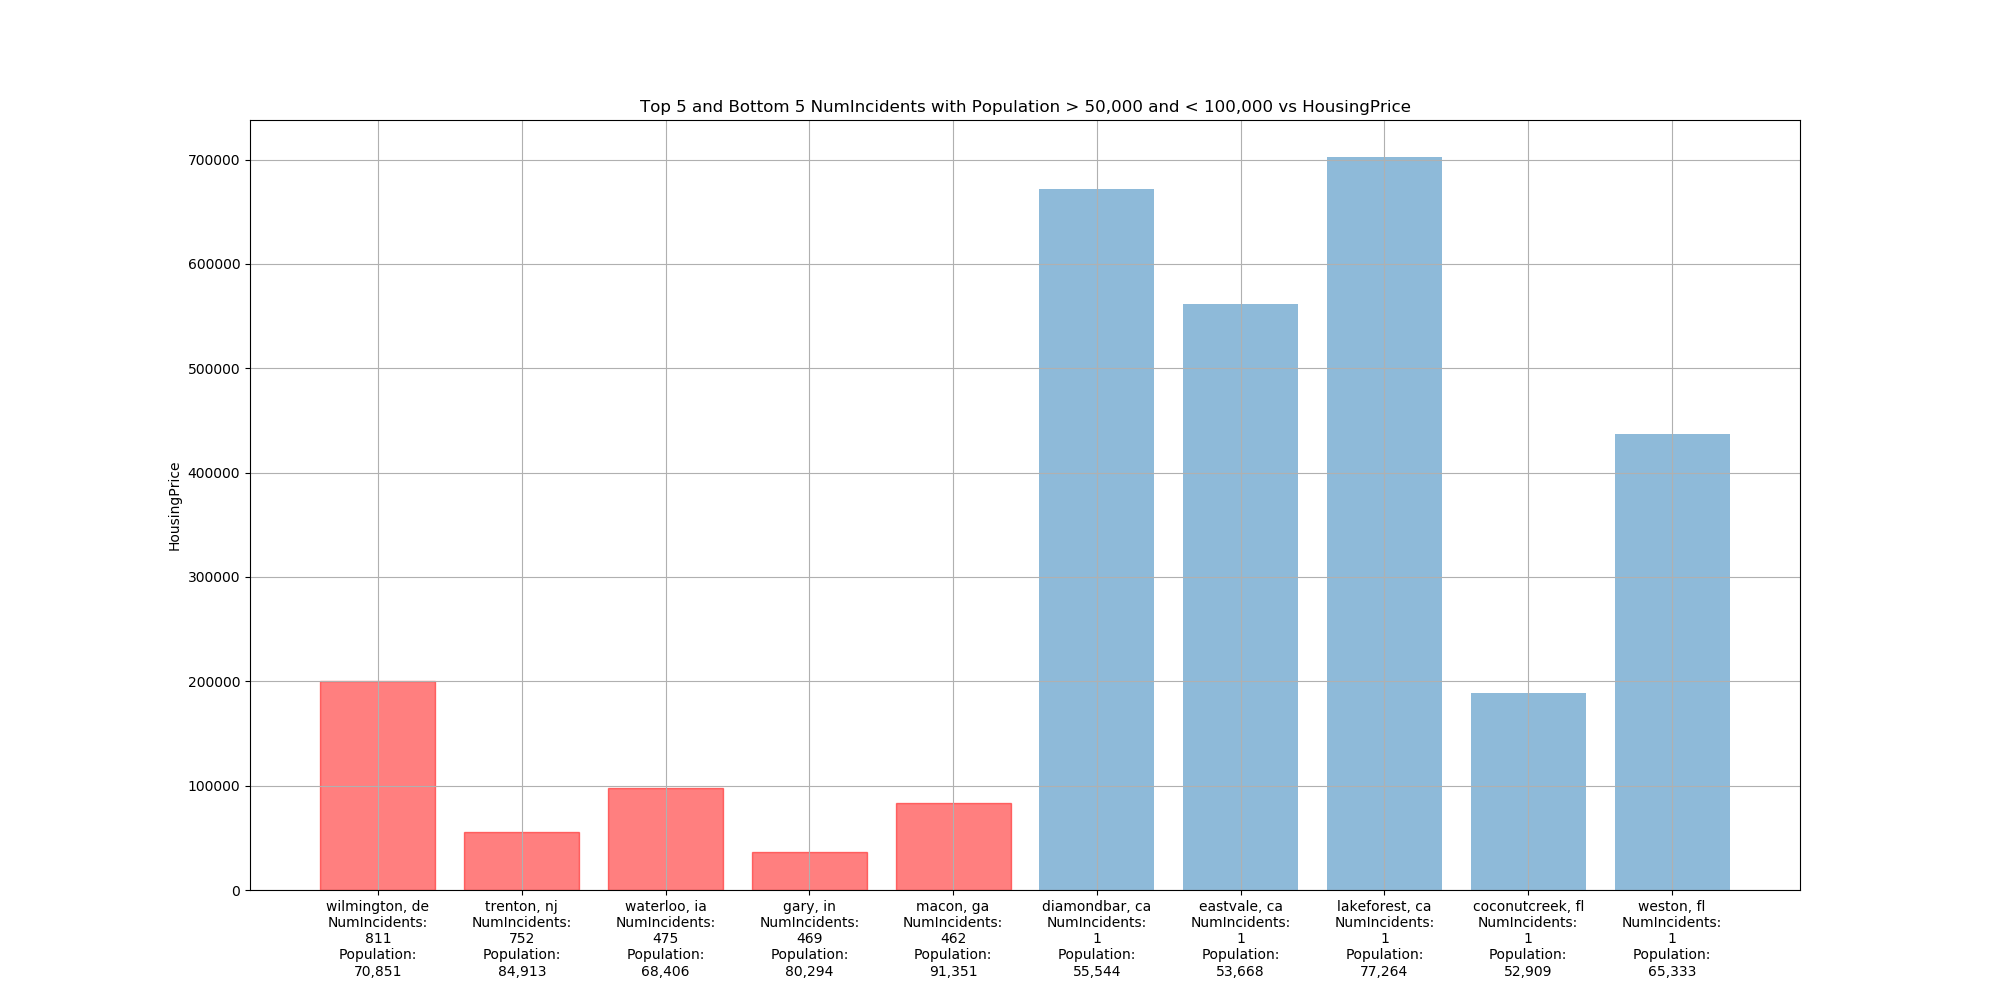 Top 5 and Bottom 5 NumIncidents with Population > 50,000 and < 100,000 vs HousingPrice
HousingPrice
700000
600000
500000
400000
300000
200000
100000
0
wilmington, de
NumIncidents:
811
Population:
70,851
trenton, nj
NumIncidents:
752
Population:
84,913
waterloo, ia
NumIncidents:
475
Population:
68,406
gary, in
NumIncidents:
469
Population:
80,294
macon, ga
NumIncidents:
462
Population:
91,351
diamondbar, ca
NumIncidents:
1
Population:
55,544
eastvale, ca
NumIncidents:
1
Population:
53,668
lakeforest, ca
NumIncidents:
1
Population:
77,264
coconutcreek, fl
NumIncidents:
1
Population:
52,909
weston, fl
NumIncidents:
1
Population:
65,333